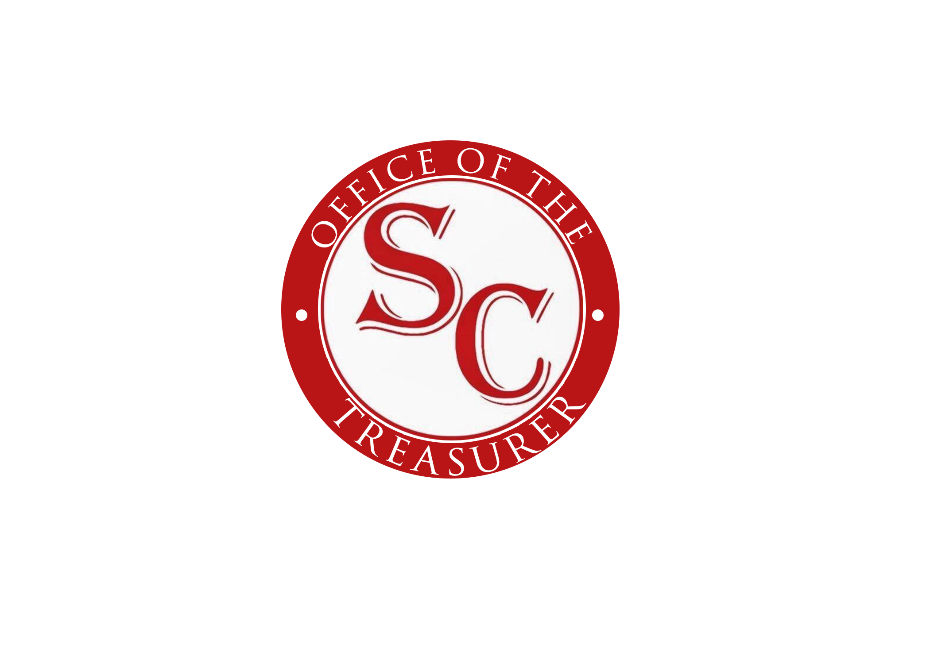 OFFICE OF THE
SC
TREASURER